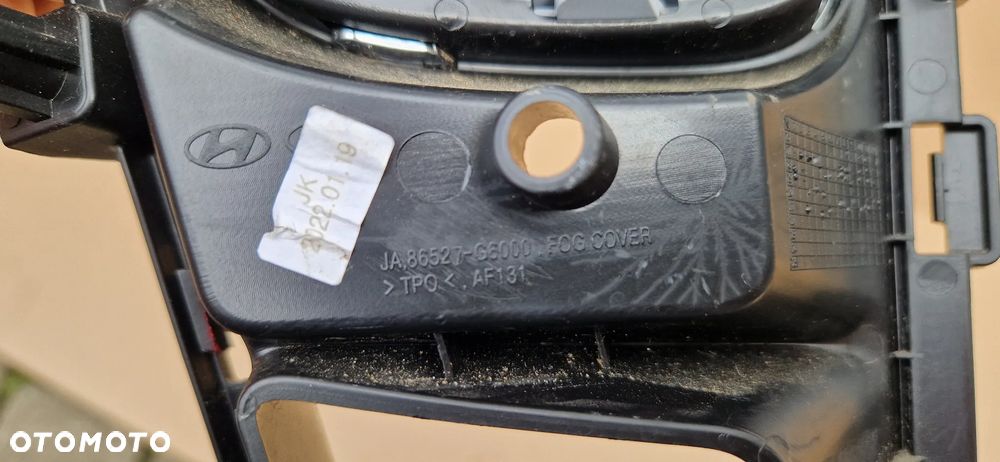 JK
2022.01.19
JA.86527-G6000. FOG COVER
>TPO<. AF131
OTOMOTO